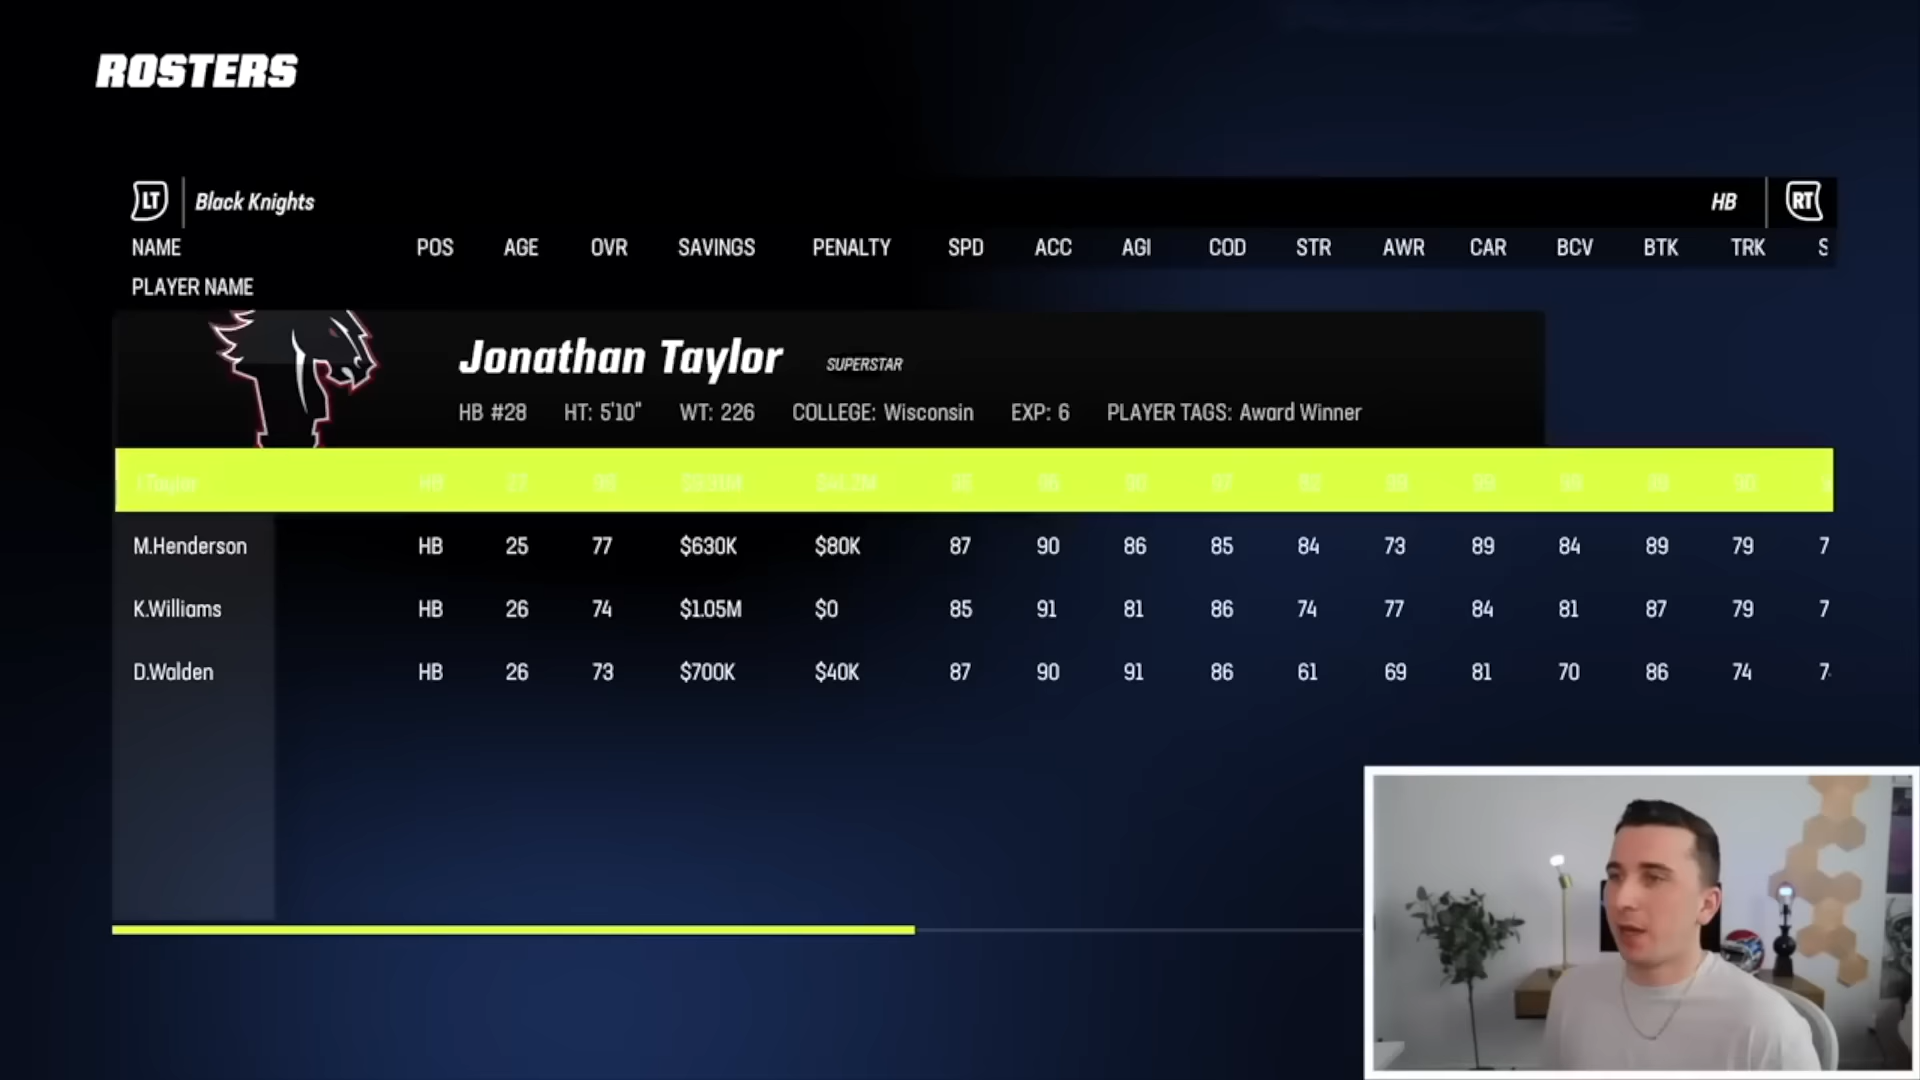 ROSTERS
LT Black Knights HB RT
NAME POS AGE OVR SAVINGS PENALTY SPD ACC AGI COD STR AWR CAR BCV BTK TRK S
PLAYER NAME
Jonathan Taylor SUPERSTAR
HB #28 HT: 5'10" WT: 226 COLLEGE: Wisconsin EXP: 6 PLAYER TAGS: Award Winner
M.Henderson HB 25 77 $630K $80K 87 90 86 85 84 73 89 84 89 79 7
K.Williams HB 26 74 $1.05M $0 85 91 81 86 74 77 84 81 87 79 7
D.Walden HB 26 73 $700K $40K 87 90 91 86 61 69 81 70 86 74 7